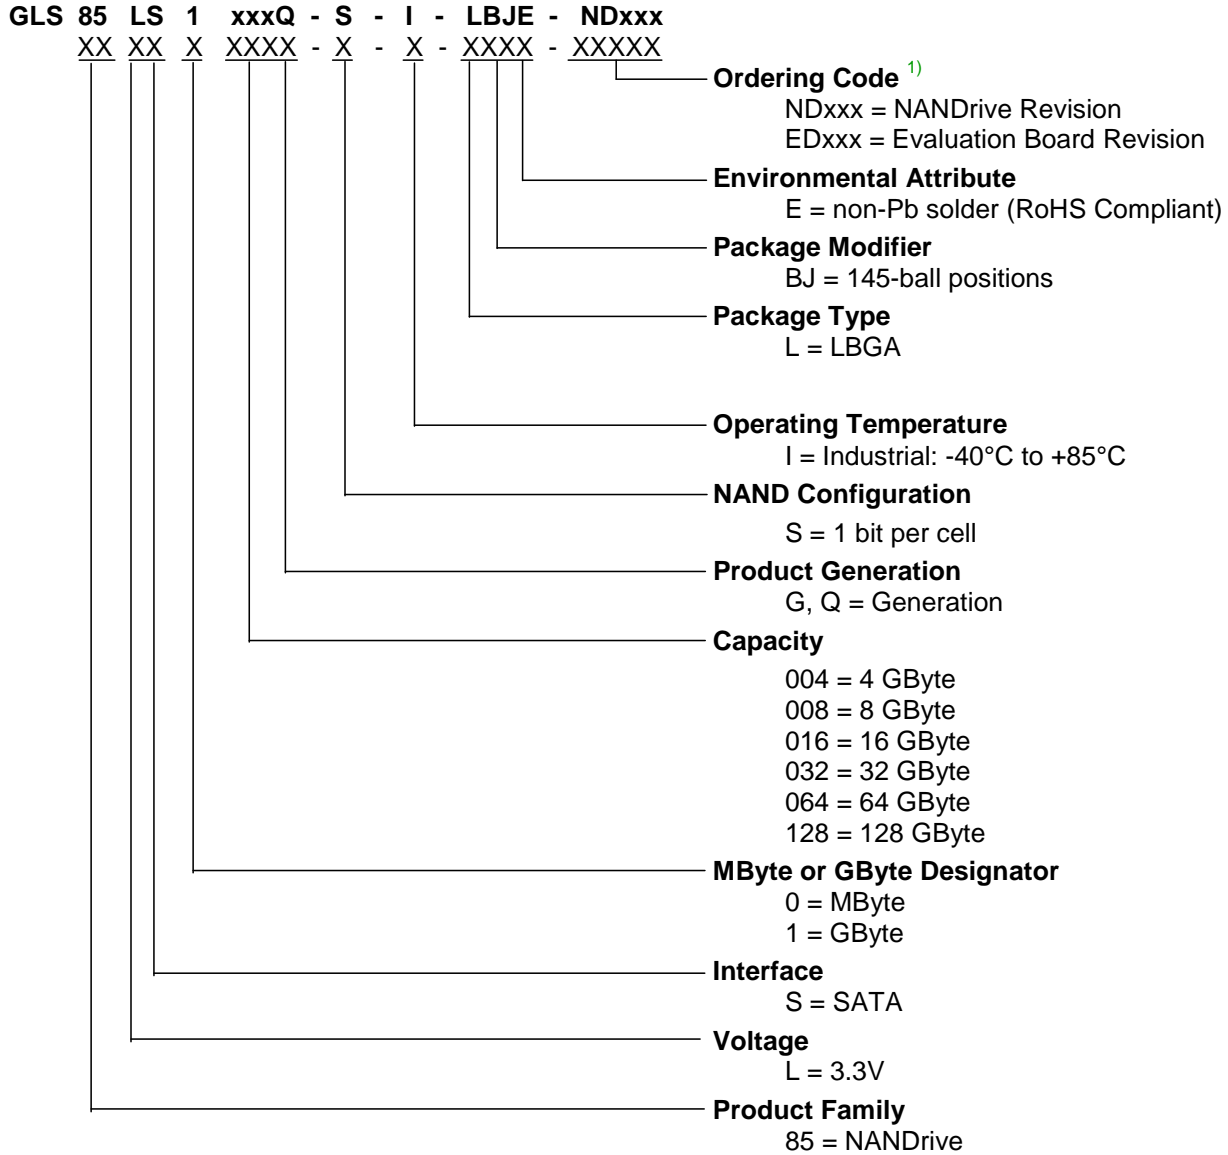 GLS 85 LS 1 xxxQ - S - I - LBJE - NDxxx
XX XX X XXXX - X - X - XXXX - XXXXX
Ordering Code 1)
NDxxx = NANDrive Revision
EDxxx = Evaluation Board Revision
Environmental Attribute
E = non-Pb solder (RoHS Compliant)
Package Modifier
BJ = 145-ball positions
Package Type
L = LBGA
Operating Temperature
I = Industrial: -40°C to +85°C
NAND Configuration
S = 1 bit per cell
Product Generation
G, Q = Generation
Capacity
004 = 4 GByte
008 = 8 GByte
016 = 16 GByte
032 = 32 GByte
064 = 64 GByte
128 = 128 GByte
MByte or GByte Designator
0 = MByte
1 = GByte
Interface
S = SATA
Voltage
L = 3.3V
Product Family
85 = NANDrive